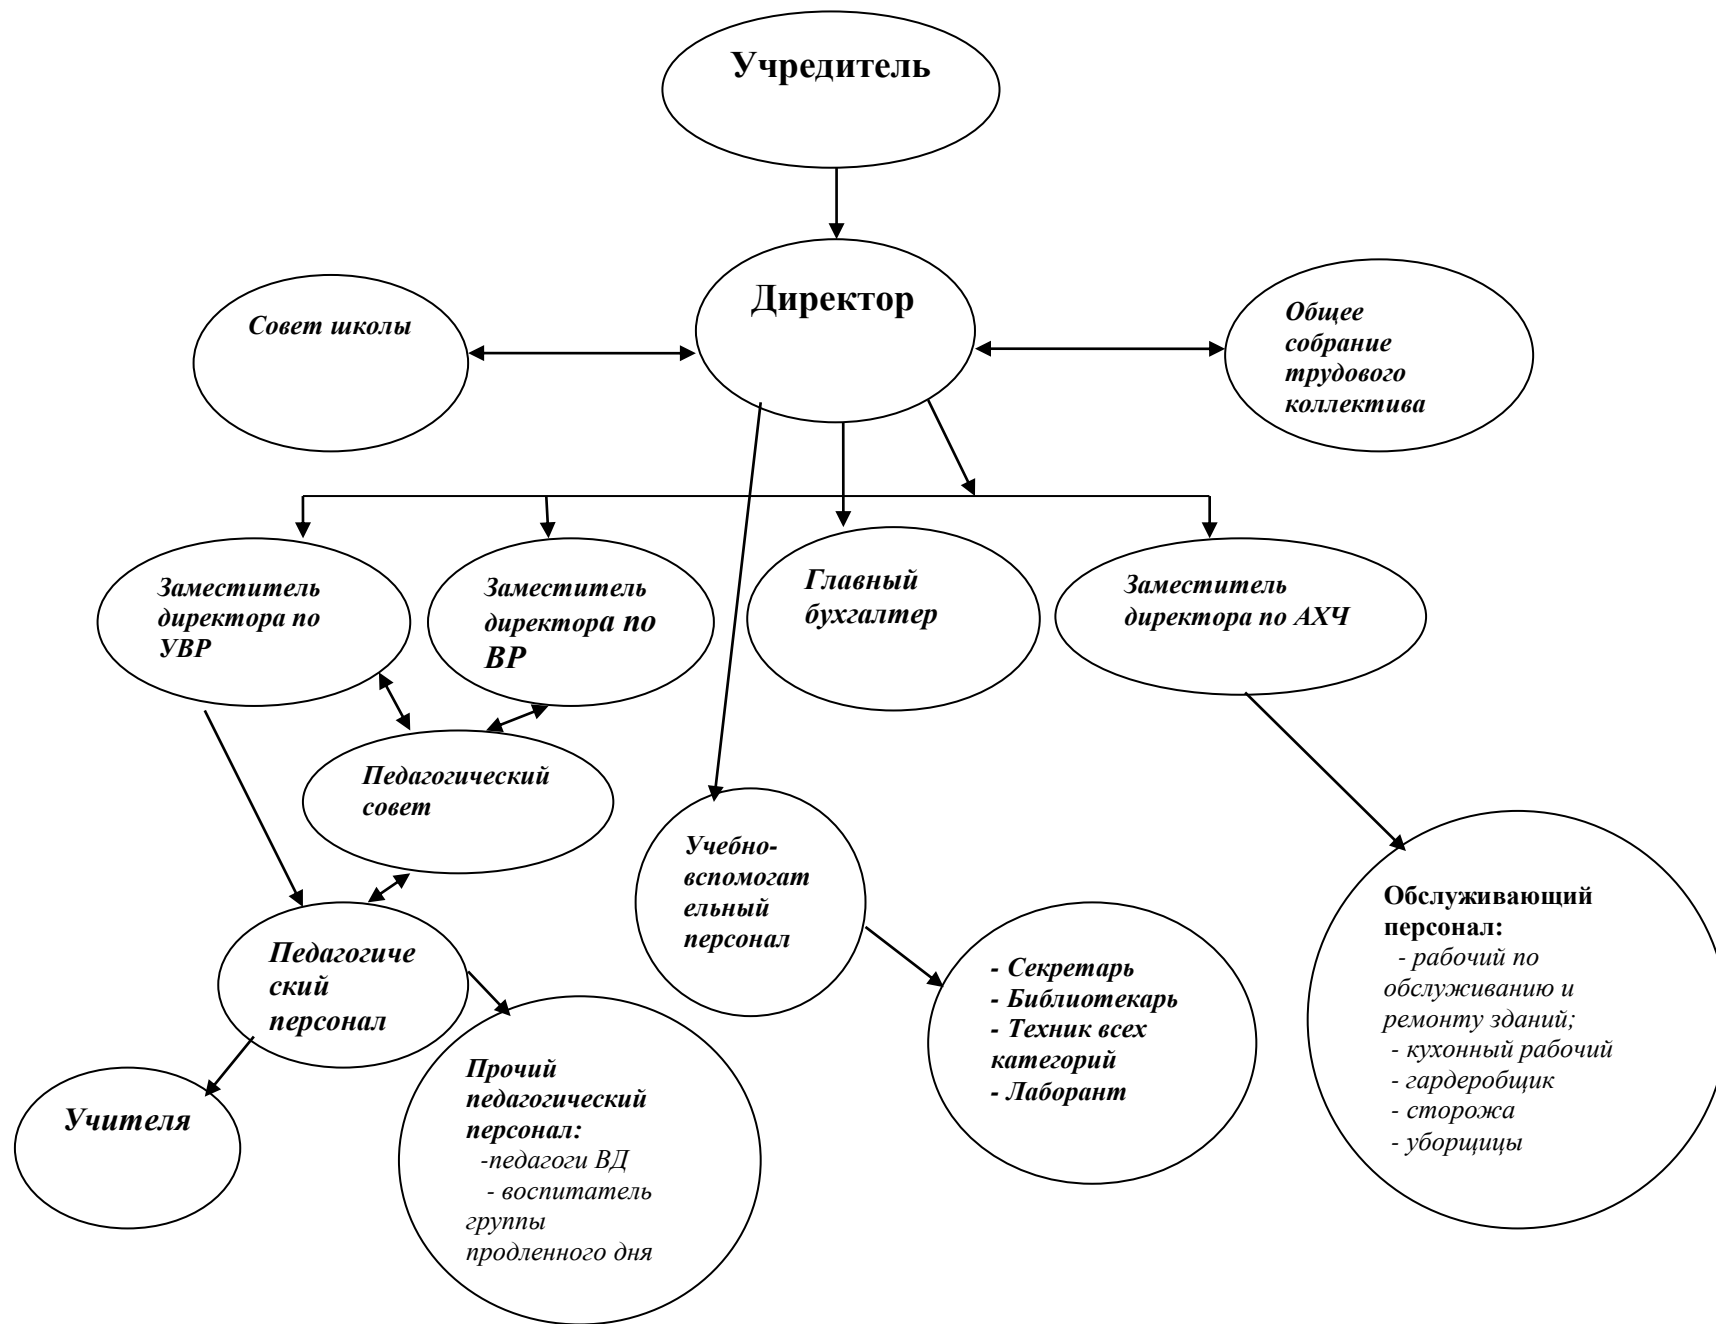 Учредитель
Директор
Совет школы
Общее
собрание
трудового
коллектива
Заместитель
директора по
УВР
Заместитель
директора по
ВР
Главный
бухгалтер
Заместитель
директора по АХЧ
Педагогический
совет
Учебно-
вспомогат
ельный
персонал
Педагогиче
ский
персонал
- Секретарь
- Библиотекарь
- Техник всех
категорий
- Лаборант
Обслуживающий
персонал:
- рабочий по
обслуживанию и
ремонту зданий;
- кухонный рабочий
- гардеробщик
- сторожа
- уборщицы
Учителя
Прочий
педагогический
персонал:
-педагоги ВД
- воспитатель
группы
продленного дня